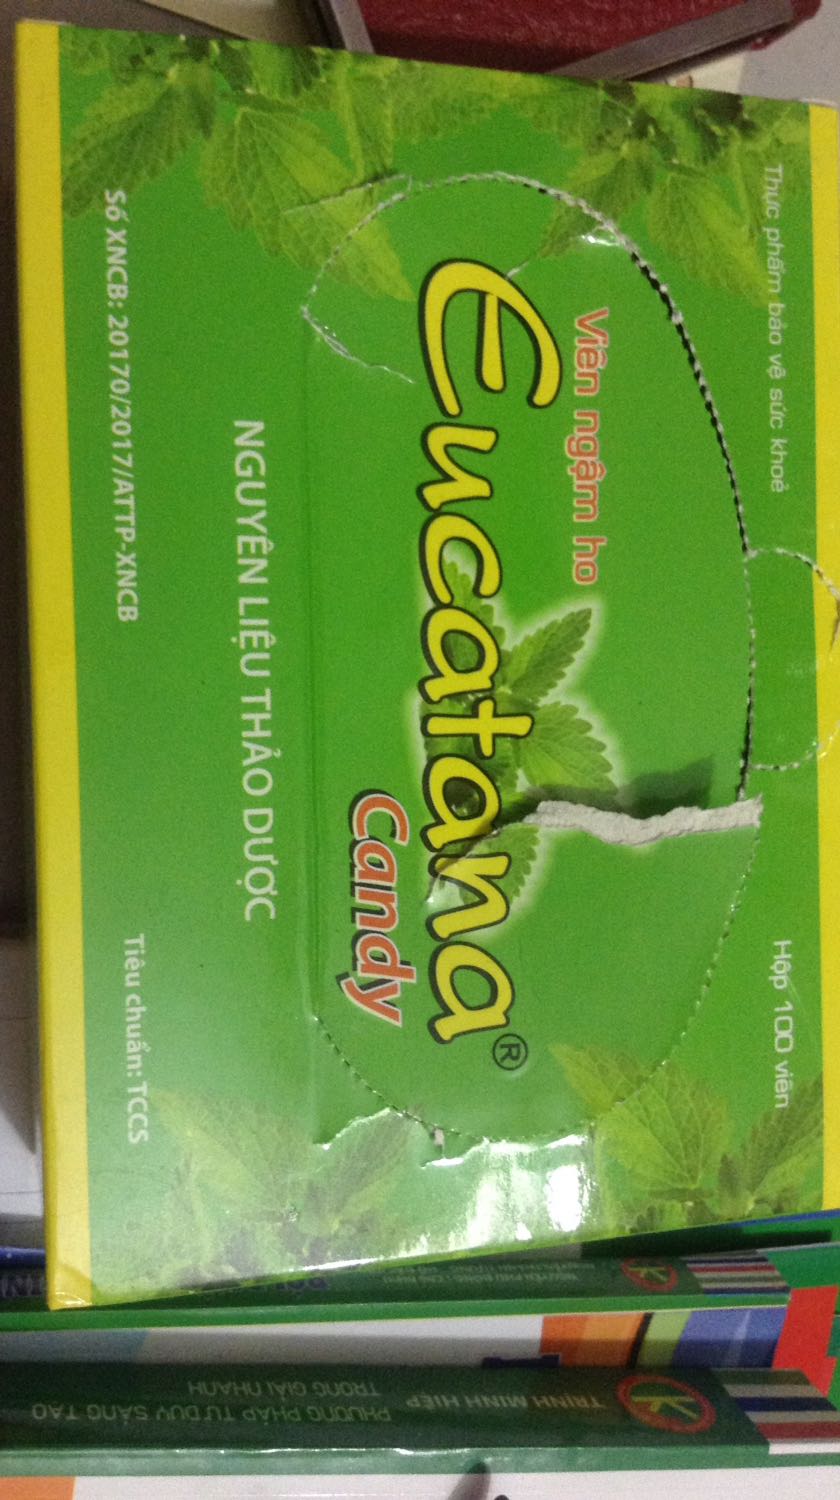 Thực phẩm bảo vệ sức khoẻ
Hộp 100 viên
Viên ngậm ho
Eucatana®
Candy
NGUYÊN LIỆU THẢO DƯỢC
Số XNCB: 20170/2017/ATTP-XNCB
Tiêu chuẩn: TCCS
TRỊNH MINH HIỆP
PHƯƠNG PHÁP TƯ DUY SÁNG TẠO
TRONG GIẢI NHANH